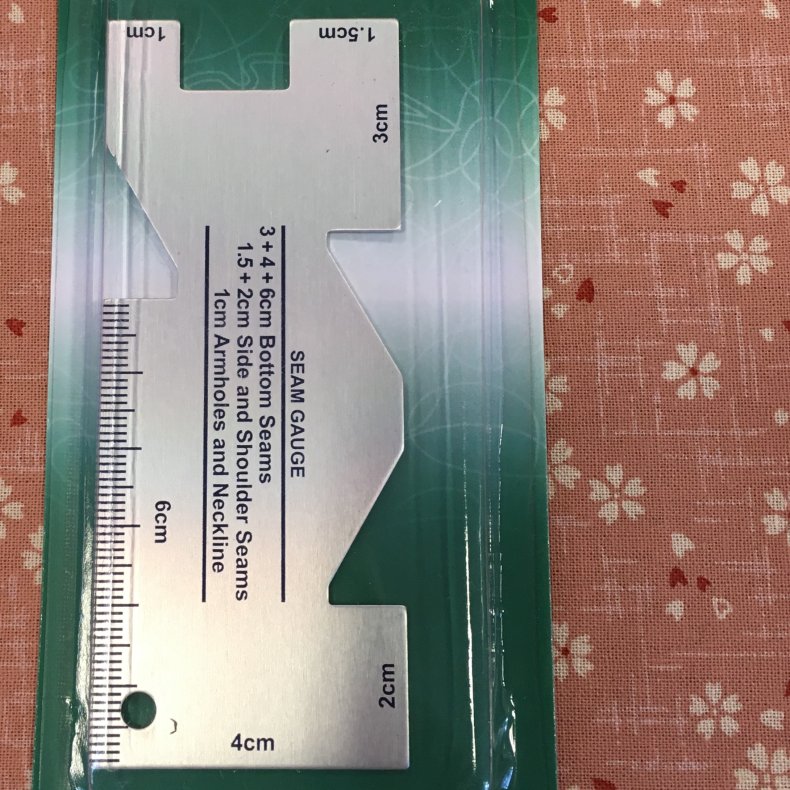 1cm
1.5cm
3cm
SEAM GAUGE
3 + 4 + 6cm Bottom Seams
1.5 + 2cm Side and Shoulder Seams
1cm Armholes and Neckline
6cm
2cm
4cm